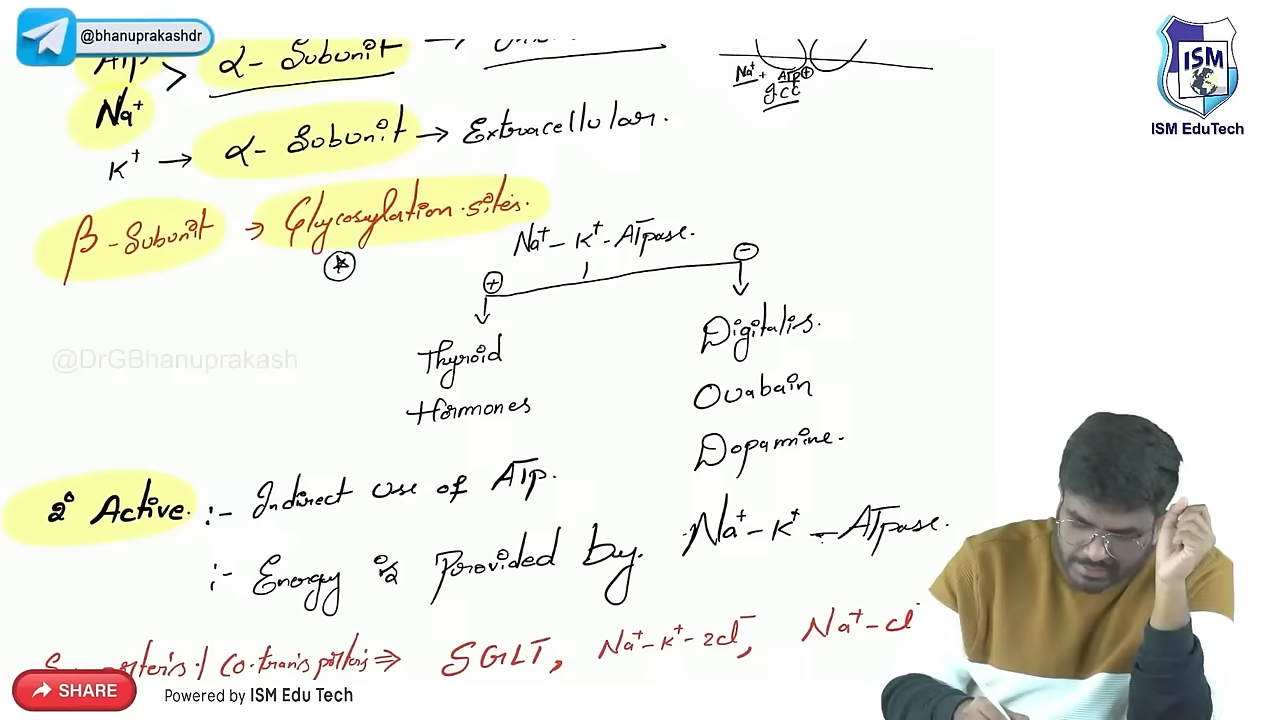 @bhanuprakashdr
ISM
ISM EduTech
ATP > α- Subunit →
Na⁺
Na⁺ + ATP ⊕
K⁺ → α- Subunit → Extracellular.
β-Subunit → Glycosylation sites.
Na⁺- K⁺- ATpase.
⊕ ⊖
Thyroid
Hormones
Digitalis.
Ouabain
Dopamine.
@DrGBhanuprakash
2° Active. :- Indirect use of ATP.
:- Energy is Provided by. Na⁺- K⁺ - ATpase.
Co-transporters ⇒ SGLT, Na⁺-K⁺-2cl⁻, Na⁺-cl⁻
SHARE
Powered by ISM Edu Tech